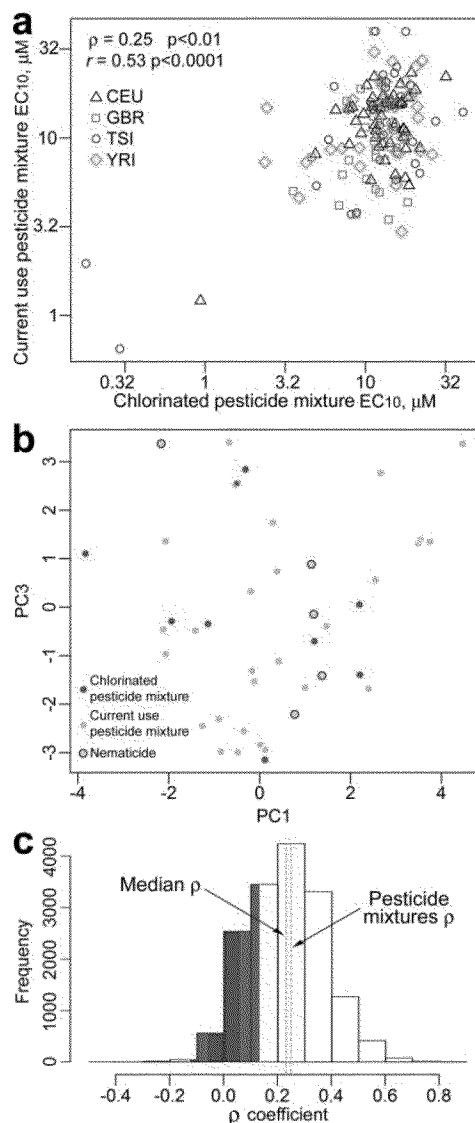 a
ρ = 0.25 p<0.01
r = 0.53 p<0.0001
CEU
GBR
TSI
YRI
Current use pesticide mixture EC10, μM
32
10
3.2
1
0.32
1
3.2
10
32
Chlorinated pesticide mixture EC10, μM
b
PC3
3
2
1
0
-1
-2
-3
Chlorinated
pesticide mixture
Current use
pesticide mixture
Nematicide
-4
-2
0
2
4
PC1
c
Frequency
4000
3000
2000
1000
0
Median ρ
Pesticide
mixtures ρ
-0.4
0.0
0.2
0.4
0.6
0.8
ρ coefficient